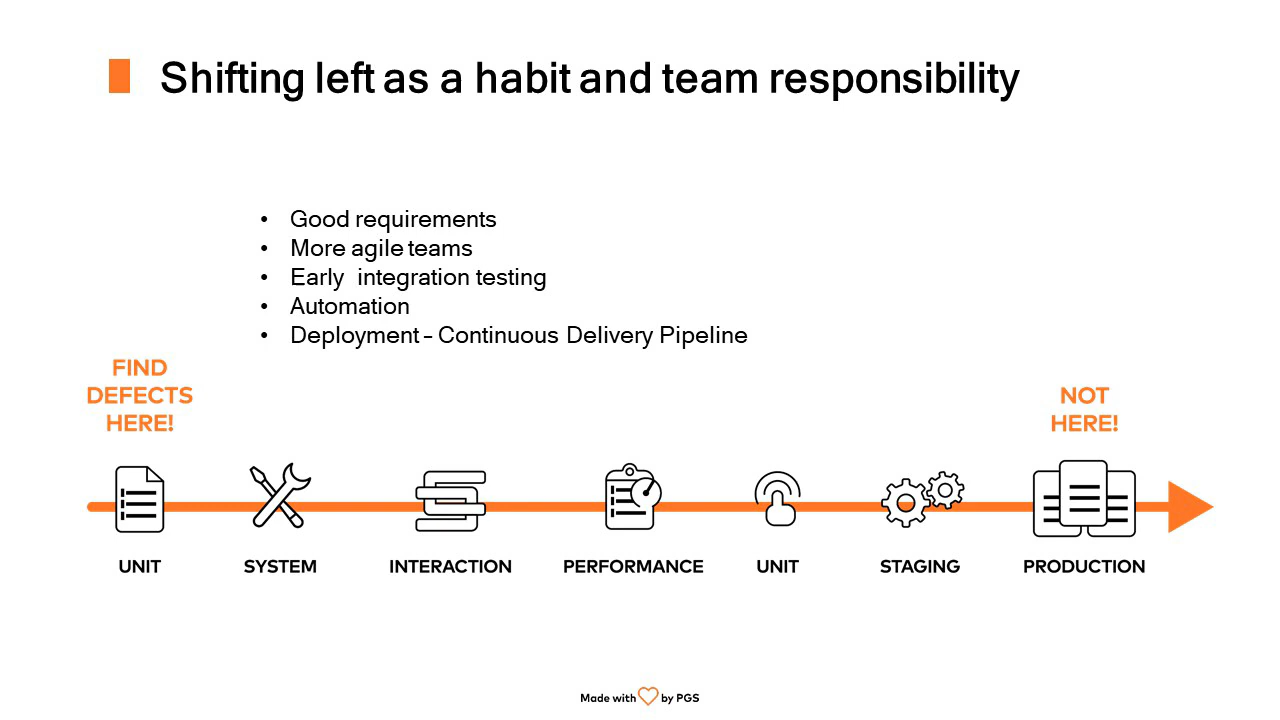 Shifting left as a habit and team responsibility
• Good requirements
• More agile teams
• Early integration testing
• Automation
• Deployment – Continuous Delivery Pipeline
FIND
DEFECTS
HERE!
NOT
HERE!
UNIT
SYSTEM
INTERACTION
PERFORMANCE
UNIT
STAGING
PRODUCTION
Made with by PGS